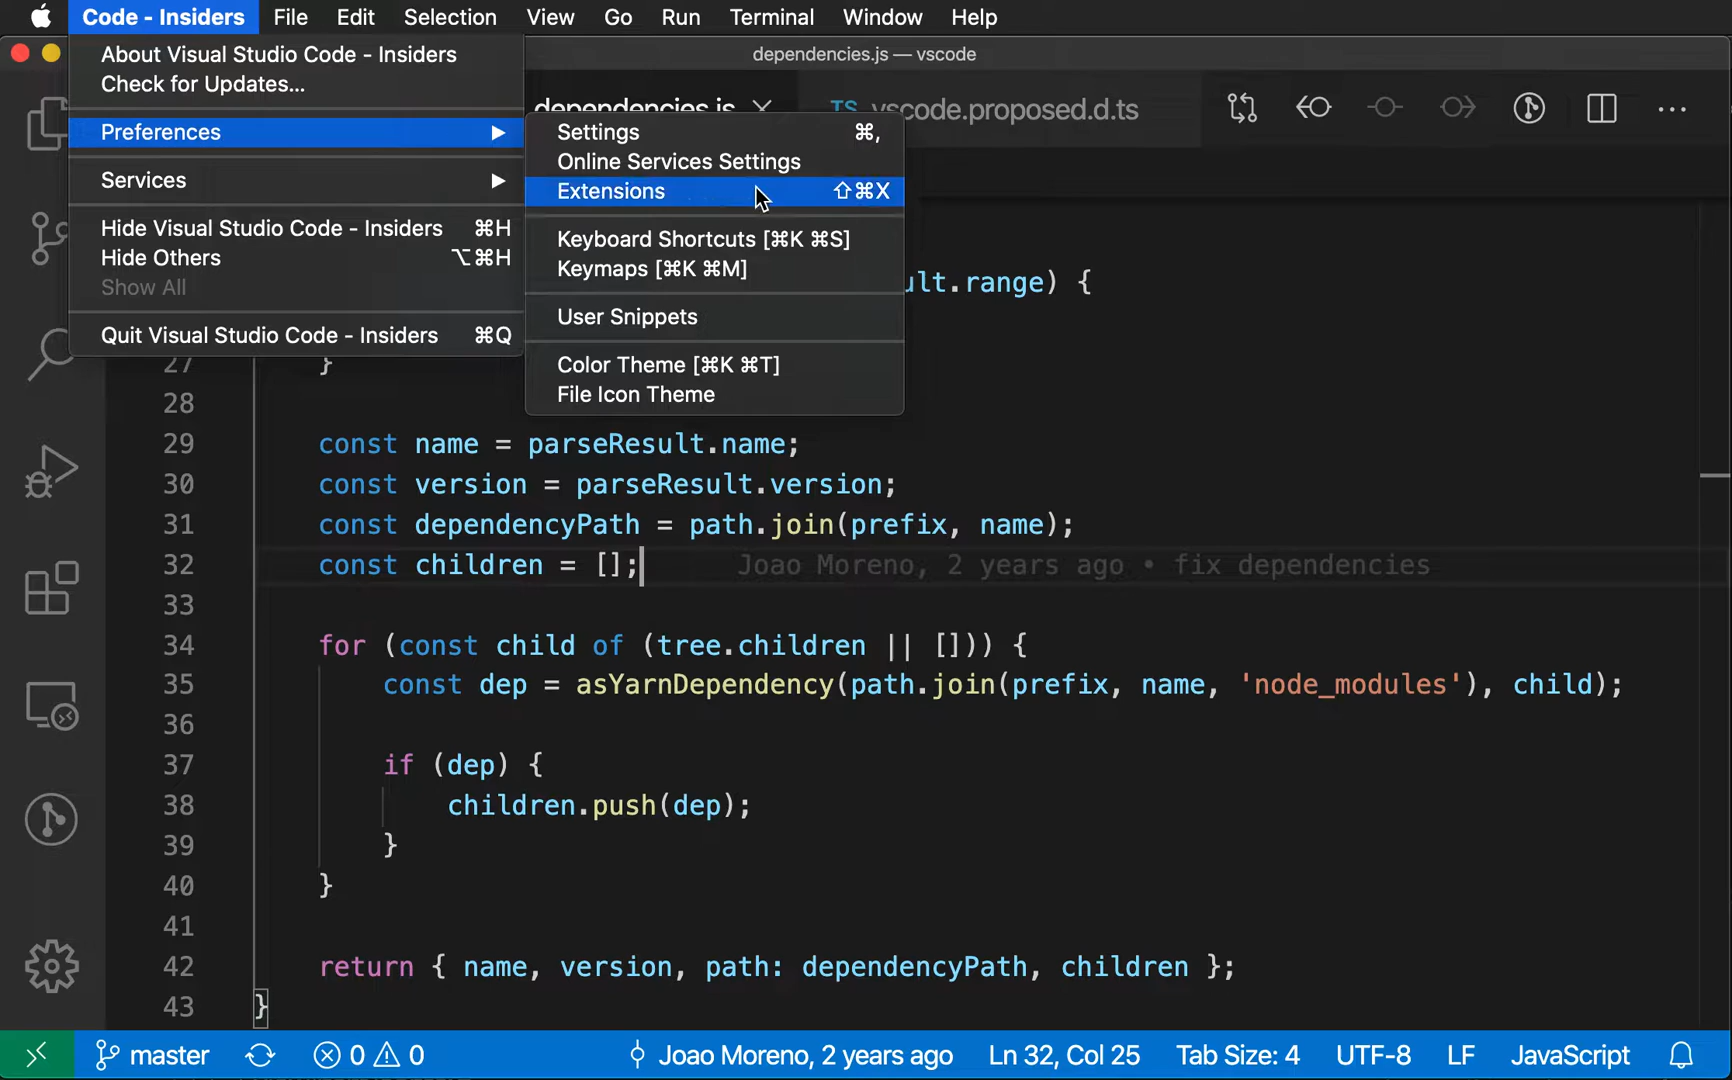 Code - Insiders File Edit Selection View Go Run Terminal Window Help
dependencies.js — vscode
About Visual Studio Code - Insiders
Check for Updates...
Preferences ▶
Services ▶
Hide Visual Studio Code - Insiders ⌘H
Hide Others ⌥⌘H
Show All
Quit Visual Studio Code - Insiders ⌘Q
dependencies.js
TS vscode.proposed.d.ts
Settings ⌘,
Online Services Settings
Extensions ⇧⌘X
Keyboard Shortcuts [⌘K ⌘S]
Keymaps [⌘K ⌘M]
User Snippets
Color Theme [⌘K ⌘T]
File Icon Theme
ult.range) {
27 }
28
29 const name = parseResult.name;
30 const version = parseResult.version;
31 const dependencyPath = path.join(prefix, name);
32 const children = []; Joao Moreno, 2 years ago • fix dependencies
33
34 for (const child of (tree.children || [])) {
35 const dep = asYarnDependency(path.join(prefix, name, 'node_modules'), child);
36
37 if (dep) {
38 children.push(dep);
39 }
40 }
41
42 return { name, version, path: dependencyPath, children };
43 }
master 0 0 Joao Moreno, 2 years ago Ln 32, Col 25 Tab Size: 4 UTF-8 LF JavaScript